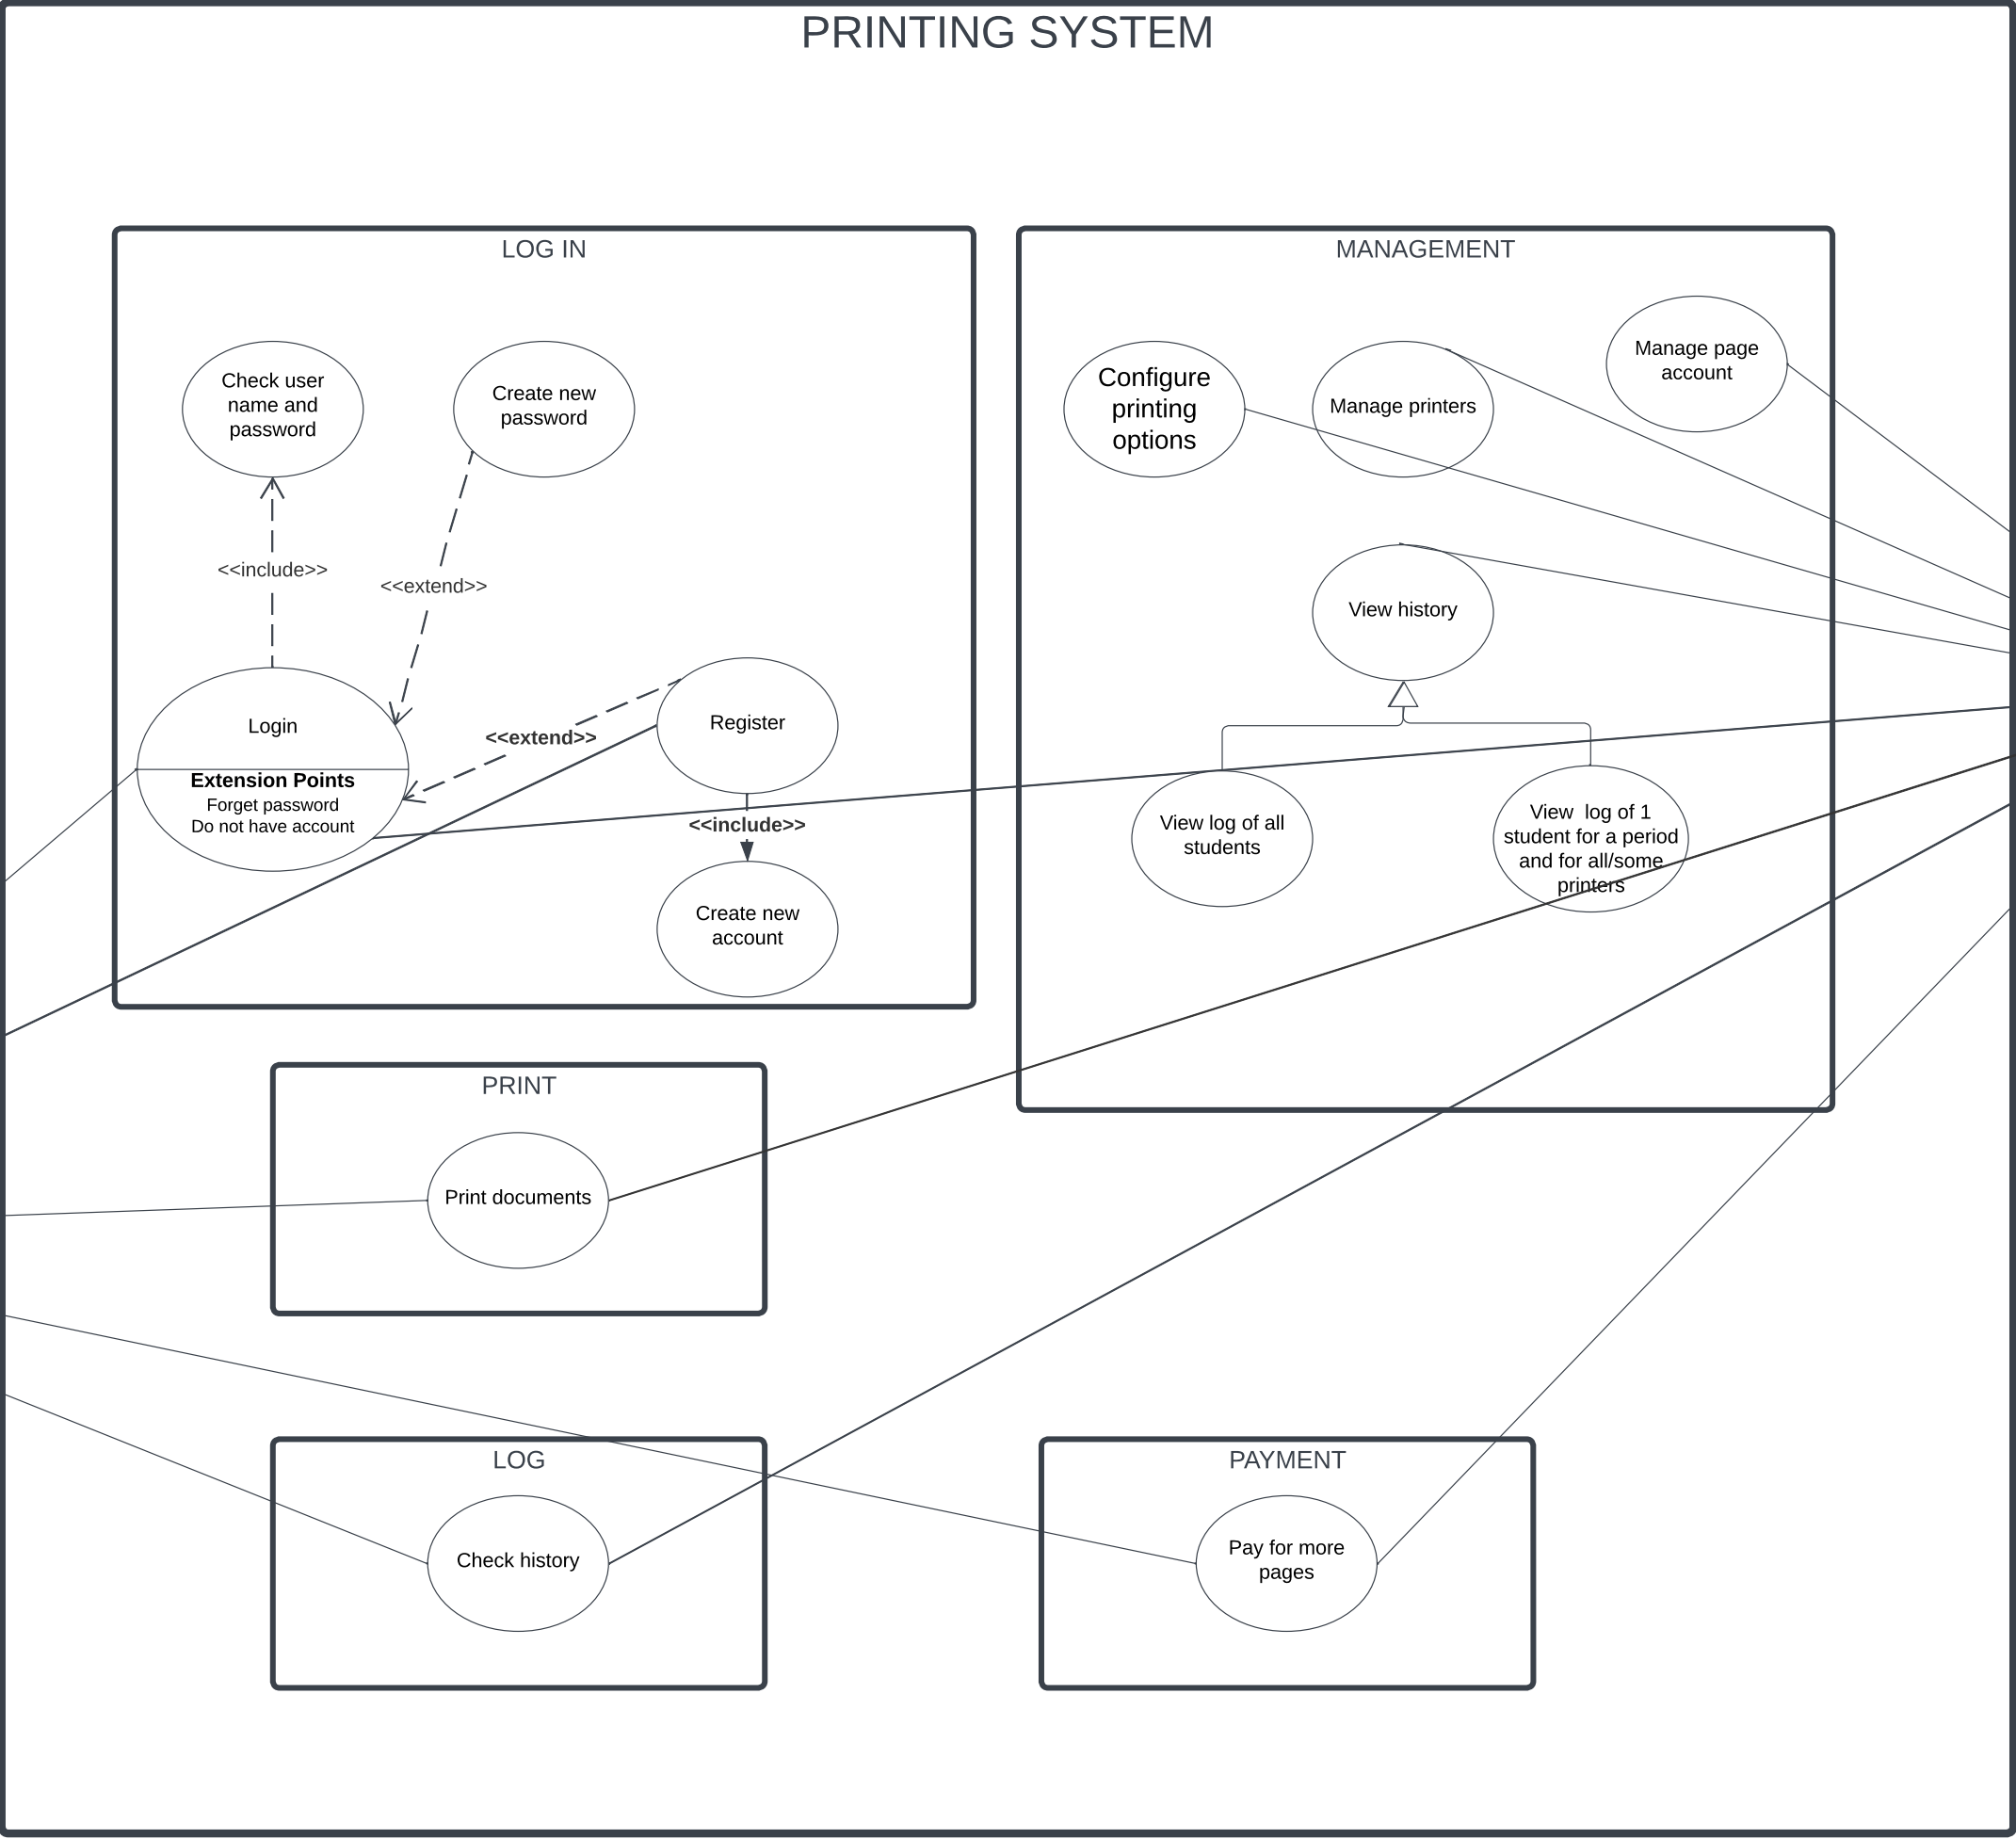 PRINTING SYSTEM
LOG IN
Check user
name and
password
Create new
password
<<include>>
<<extend>>
Login
Extension Points
Forget password
Do not have account
<<extend>>
Register
<<include>>
Create new
account
MANAGEMENT
Configure
printing
options
Manage printers
Manage page
account
View history
View log of all
students
View  log of 1
student for a period
and for all/some
printers
PRINT
Print documents
LOG
Check history
PAYMENT
Pay for more
pages